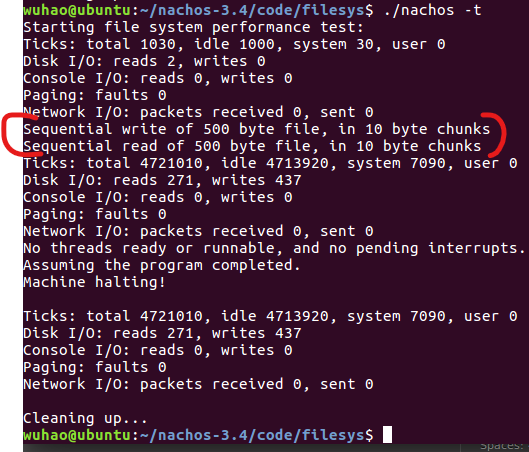 wuhao@ubuntu:~/nachos-3.4/code/filesys$ ./nachos -t
Starting file system performance test:
Ticks: total 1030, idle 1000, system 30, user 0
Disk I/O: reads 2, writes 0
Console I/O: reads 0, writes 0
Paging: faults 0
Network I/O: packets received 0, sent 0
Sequential write of 500 byte file, in 10 byte chunks
Sequential read of 500 byte file, in 10 byte chunks
Ticks: total 4721010, idle 4713920, system 7090, user 0
Disk I/O: reads 271, writes 437
Console I/O: reads 0, writes 0
Paging: faults 0
Network I/O: packets received 0, sent 0
No threads ready or runnable, and no pending interrupts.
Assuming the program completed.
Machine halting!

Ticks: total 4721010, idle 4713920, system 7090, user 0
Disk I/O: reads 271, writes 437
Console I/O: reads 0, writes 0
Paging: faults 0
Network I/O: packets received 0, sent 0

Cleaning up...
wuhao@ubuntu:~/nachos-3.4/code/filesys$
Spaces: